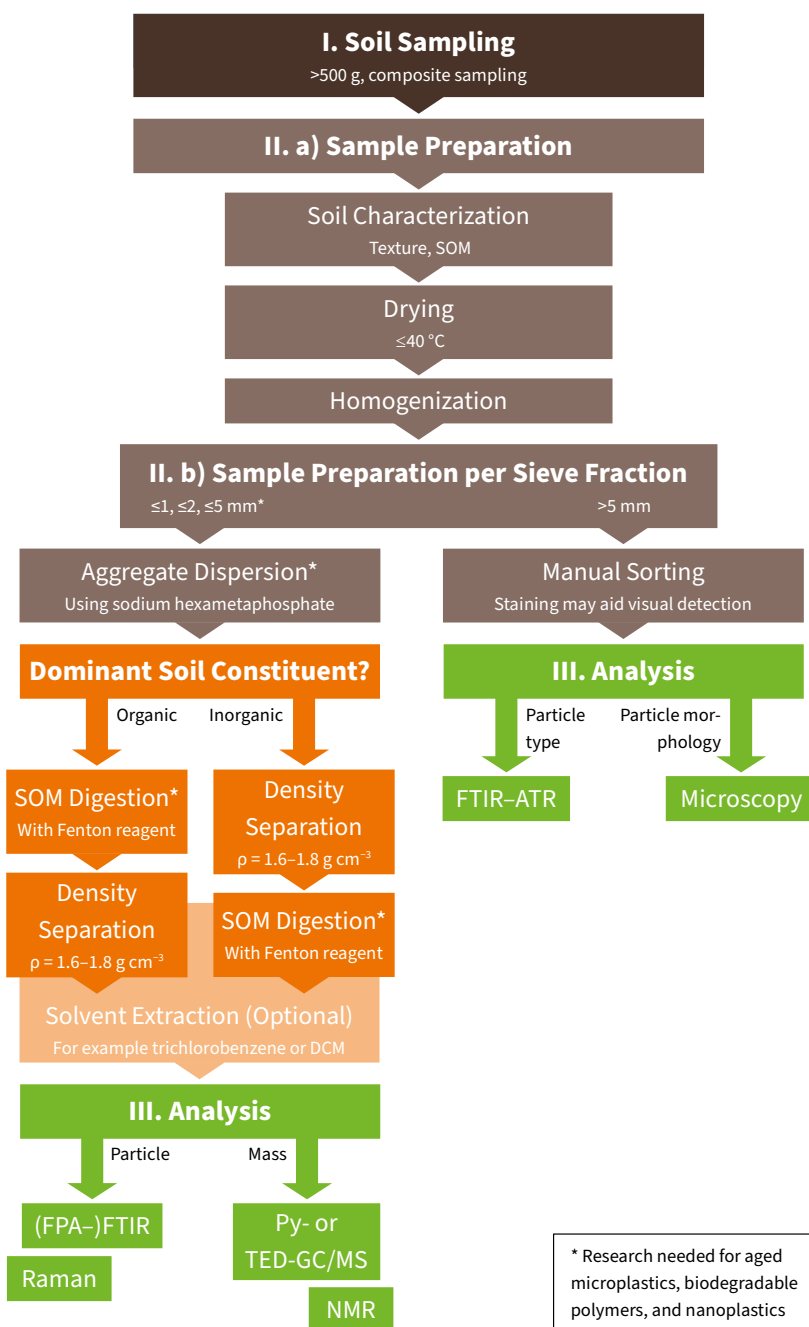 I. Soil Sampling
>500 g, composite sampling
II. a) Sample Preparation
Soil Characterization
Texture, SOM
Drying
≤40 °C
Homogenization
II. b) Sample Preparation per Sieve Fraction
≤1, ≤2, ≤5 mm*
>5 mm
Aggregate Dispersion*
Using sodium hexametaphosphate
Manual Sorting
Staining may aid visual detection
Dominant Soil Constituent?
Organic
Inorganic
SOM Digestion*
With Fenton reagent
Density
Separation
ρ = 1.6–1.8 g cm⁻³
Density
Separation
ρ = 1.6–1.8 g cm⁻³
SOM Digestion*
With Fenton reagent
Solvent Extraction (Optional)
For example trichlorobenzene or DCM
III. Analysis
Particle
Mass
(FPA–)FTIR
Raman
Py- or
TED-GC/MS
NMR
III. Analysis
Particle
type
Particle mor-
phology
FTIR–ATR
Microscopy
* Research needed for aged
microplastics, biodegradable
polymers, and nanoplastics